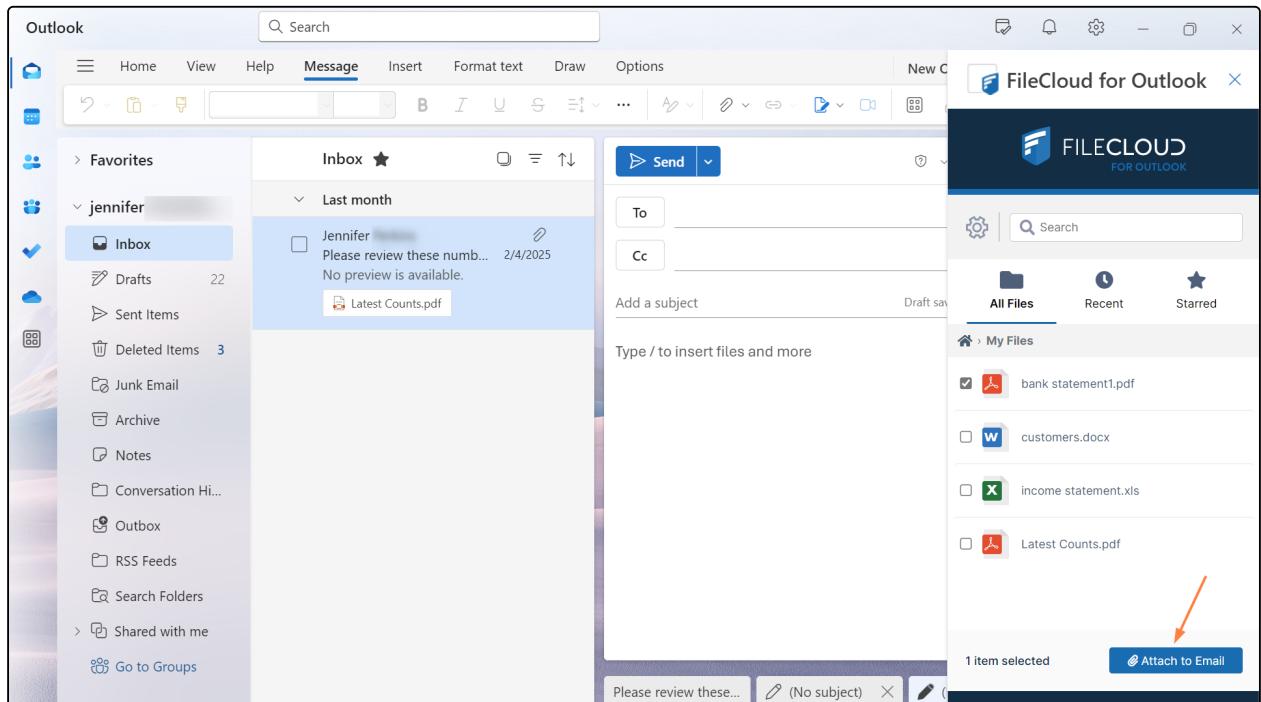 Outlook
Search
Home View Help Message Insert Format text Draw Options
New C
B I U S
FileCloud for Outlook
FILECLOUD
FOR OUTLOOK
Favorites
jennifer
Inbox
Drafts 22
Sent Items
Deleted Items 3
Junk Email
Archive
Notes
Conversation Hi...
Outbox
RSS Feeds
Search Folders
Shared with me
Go to Groups
Inbox
Last month
Jennifer
Please review these numb... 2/4/2025
No preview is available.
Latest Counts.pdf
Send
To
Cc
Add a subject Draft sav
Type / to insert files and more
Please review these...
(No subject)
(
Search
All Files Recent Starred
My Files
bank statement1.pdf
customers.docx
income statement.xls
Latest Counts.pdf
1 item selected Attach to Email